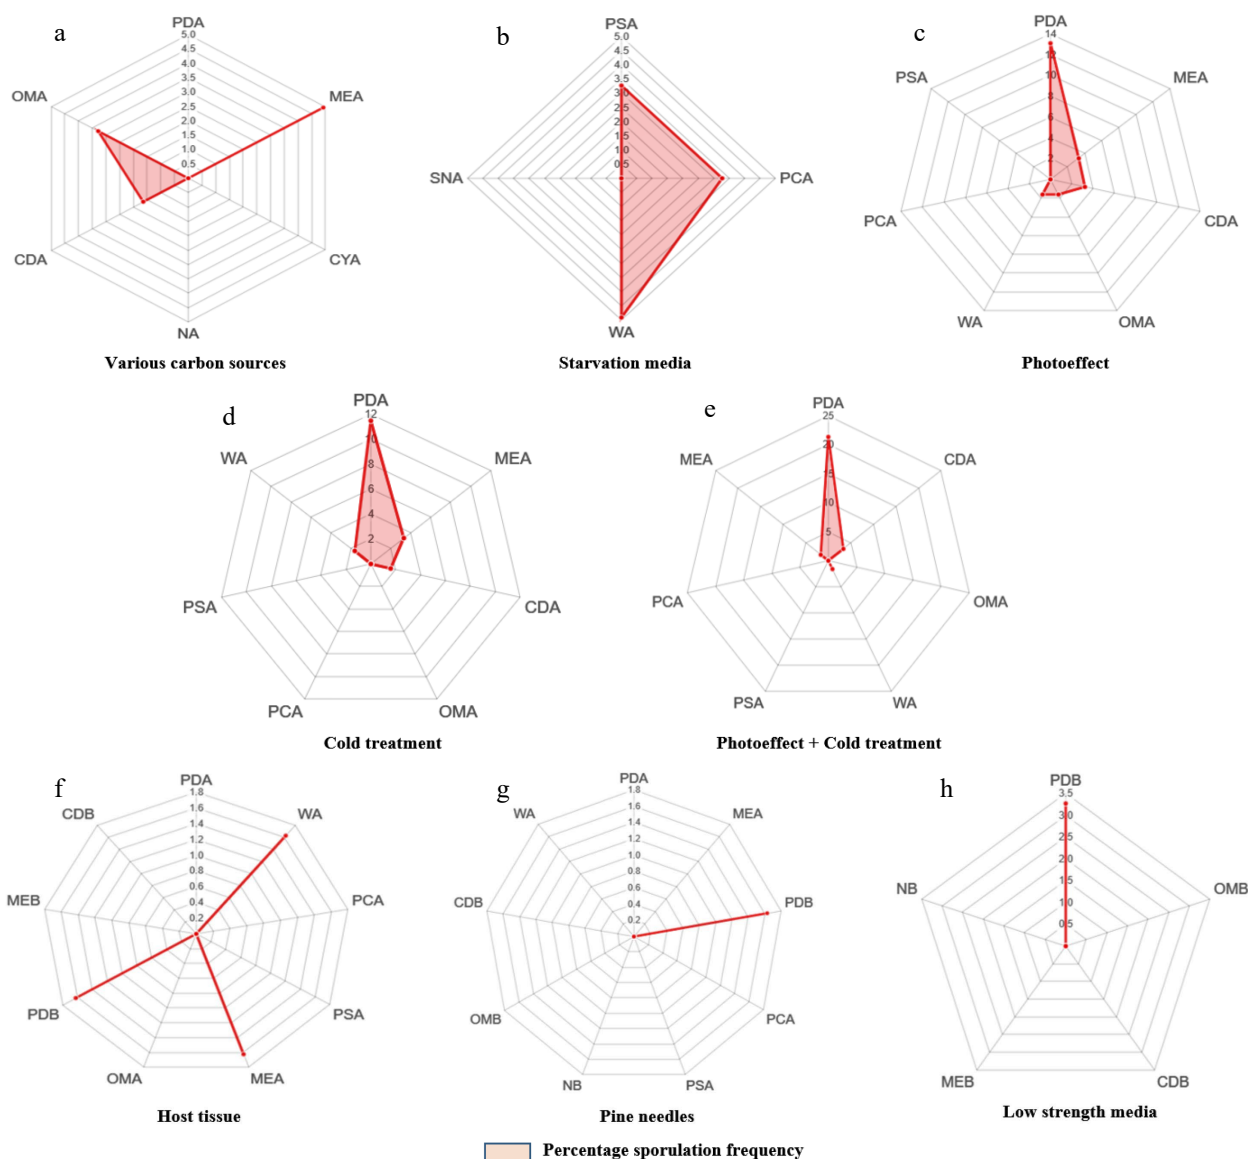 a
PDA
5.0
4.5
4.0
3.5
3.0
2.5
2.0
1.5
1.0
0.5
MEA
CYA
NA
CDA
OMA
Various carbon sources
b
PSA
5.0
4.5
4.0
3.5
3.0
2.5
2.0
1.5
1.0
0.5
PCA
WA
SNA
Starvation media
c
PDA
14
12
10
8
6
4
2
MEA
CDA
OMA
WA
PCA
PSA
Photoeffect
d
PDA
12
10
8
6
4
2
MEA
CDA
OMA
PCA
PSA
WA
Cold treatment
e
PDA
25
20
15
10
5
CDA
OMA
WA
PSA
PCA
MEA
Photoeffect + Cold treatment
f
PDA
1.8
1.6
1.4
1.2
1.0
0.8
0.6
0.4
0.2
WA
PCA
PSA
MEA
OMA
PDB
MEB
CDB
Host tissue
g
PDA
1.8
1.6
1.4
1.2
1.0
0.8
0.6
0.4
0.2
MEA
PDB
PCA
PSA
NB
OMB
CDB
WA
Pine needles
h
PDB
3.5
3.0
2.5
2.0
1.5
1.0
0.5
OMB
CDB
MEB
NB
Low strength media
Percentage sporulation frequency